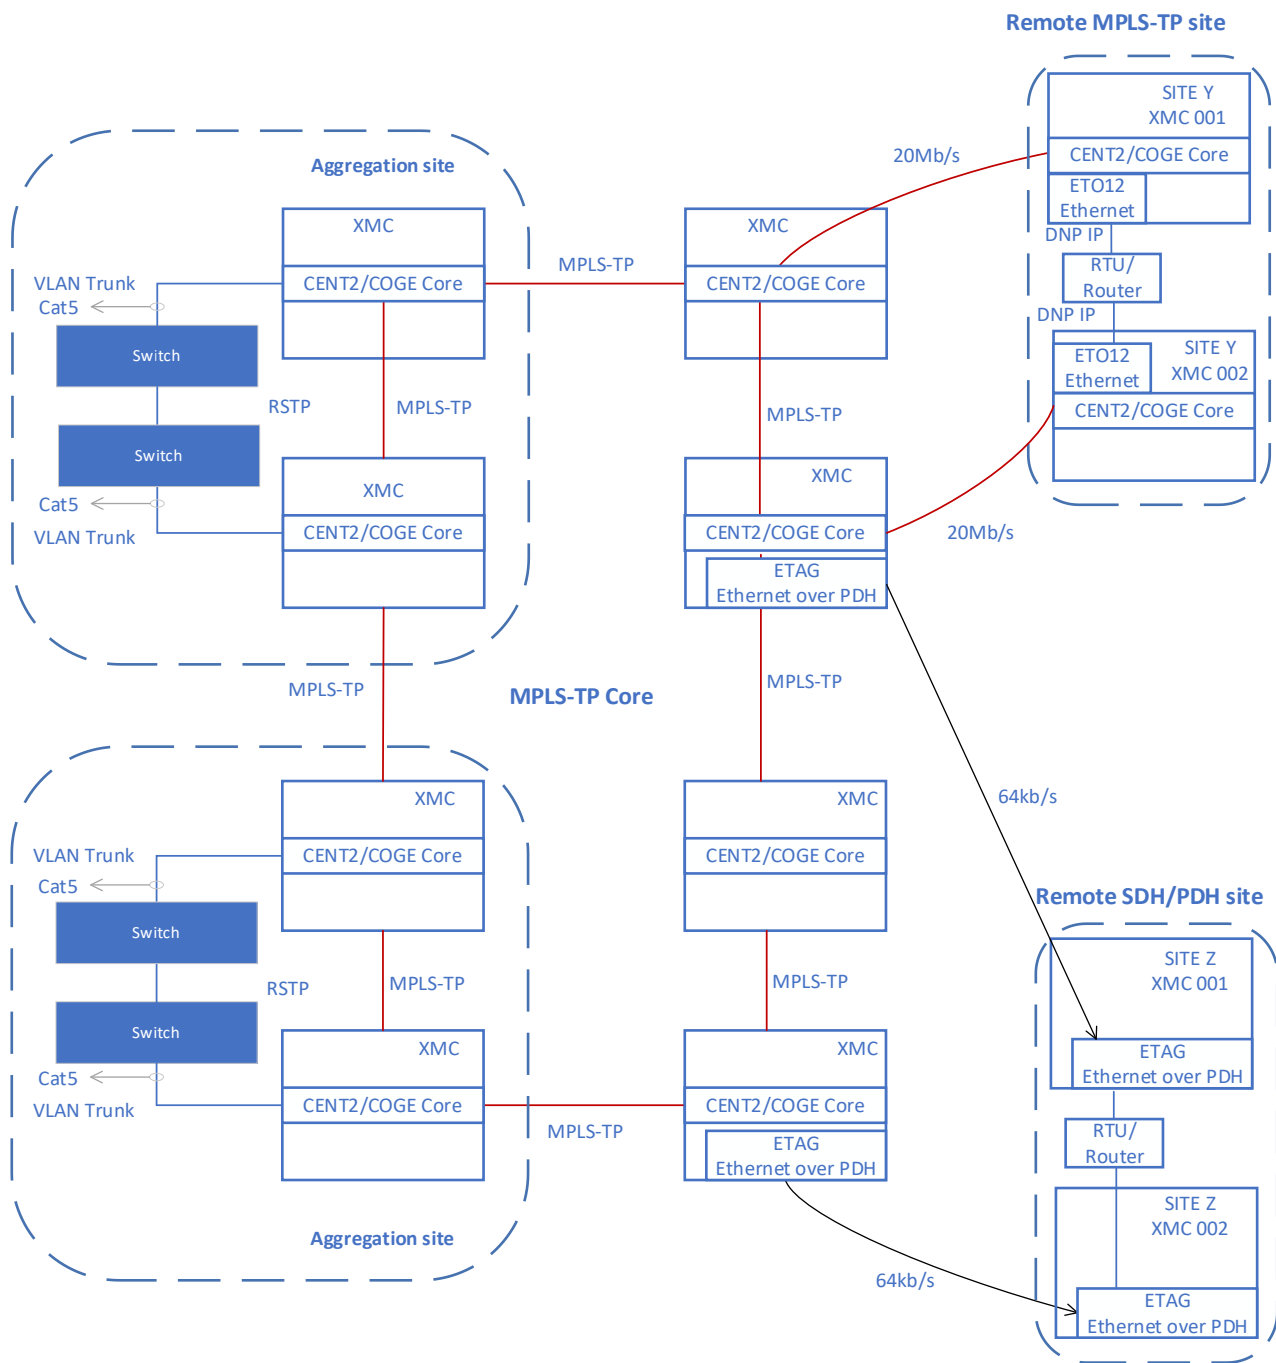 Remote MPLS-TP site
SITE Y
XMC 001
CENT2/COGE Core
ETO12
Ethernet
DNP IP
RTU/
Router
DNP IP
SITE Y
XMC 002
ETO12
Ethernet
CENT2/COGE Core
20Mb/s
20Mb/s
Aggregation site
XMC
CENT2/COGE Core
MPLS-TP
XMC
CENT2/COGE Core
VLAN Trunk
Cat5
Switch
RSTP
Switch
Cat5
VLAN Trunk
MPLS-TP
XMC
CENT2/COGE Core
MPLS-TP
XMC
CENT2/COGE Core
ETAG
Ethernet over PDH
MPLS-TP
MPLS-TP Core
MPLS-TP
64kb/s
XMC
CENT2/COGE Core
XMC
CENT2/COGE Core
VLAN Trunk
Cat5
Switch
RSTP
Switch
Cat5
VLAN Trunk
MPLS-TP
MPLS-TP
XMC
CENT2/COGE Core
MPLS-TP
XMC
CENT2/COGE Core
ETAG
Ethernet over PDH
Aggregation site
64kb/s
Remote SDH/PDH site
SITE Z
XMC 001
ETAG
Ethernet over PDH
RTU/
Router
SITE Z
XMC 002
ETAG
Ethernet over PDH